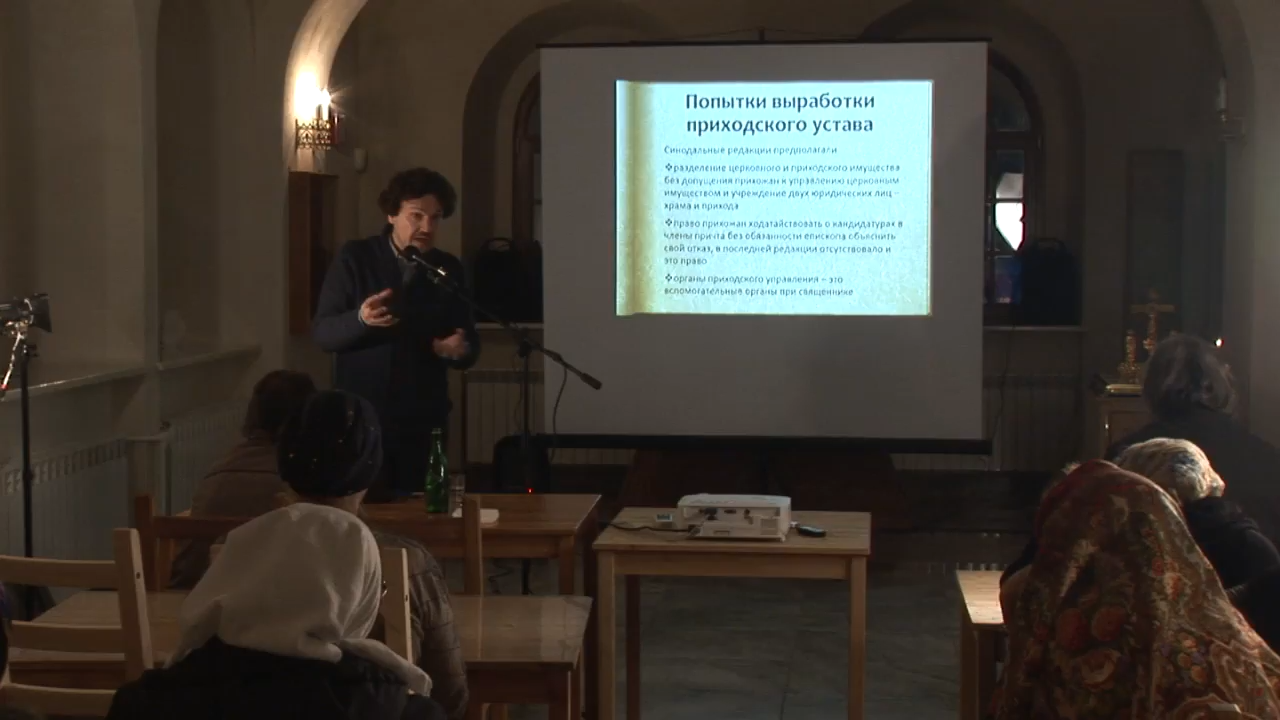 Попытки выработки
приходского устава
Синодальные редакции предполагали
❖разделение церковного и приходского имущества
без допущения прихожан к управлению церковным
имуществом и учреждение двух юридических лиц –
храма и прихода
❖право прихожан ходатайствовать о кандидатурах в
члены причта без обязанности епископа объяснить
свой отказ, в последней редакции отсутствовало и
это право
❖органы приходского управления – это
вспомогательные органы при священнике